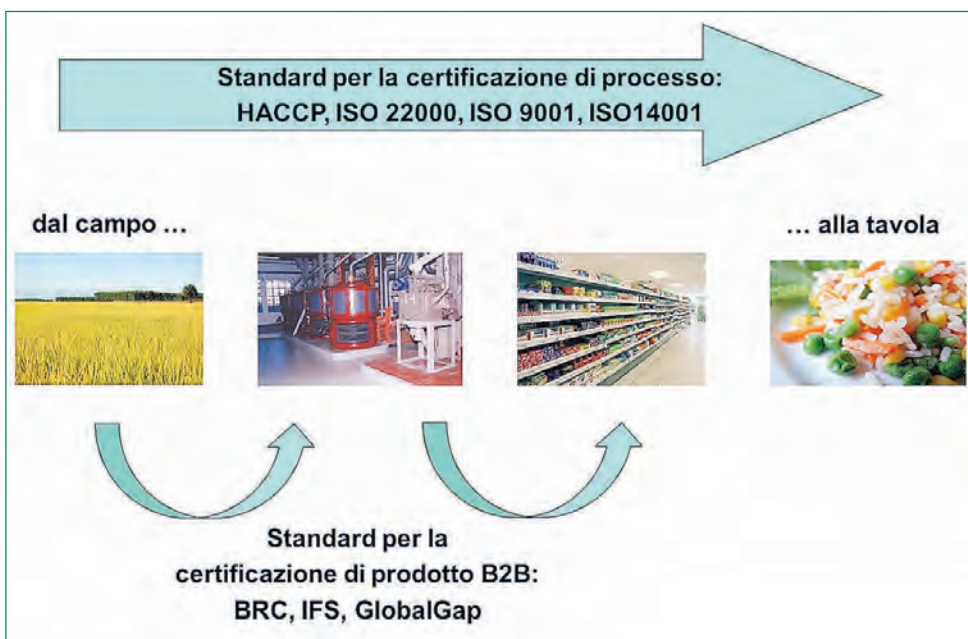 Standard per la certificazione di processo:
HACCP, ISO 22000, ISO 9001, ISO14001
dal campo ...
... alla tavola
Standard per la
certificazione di prodotto B2B:
BRC, IFS, GlobalGap